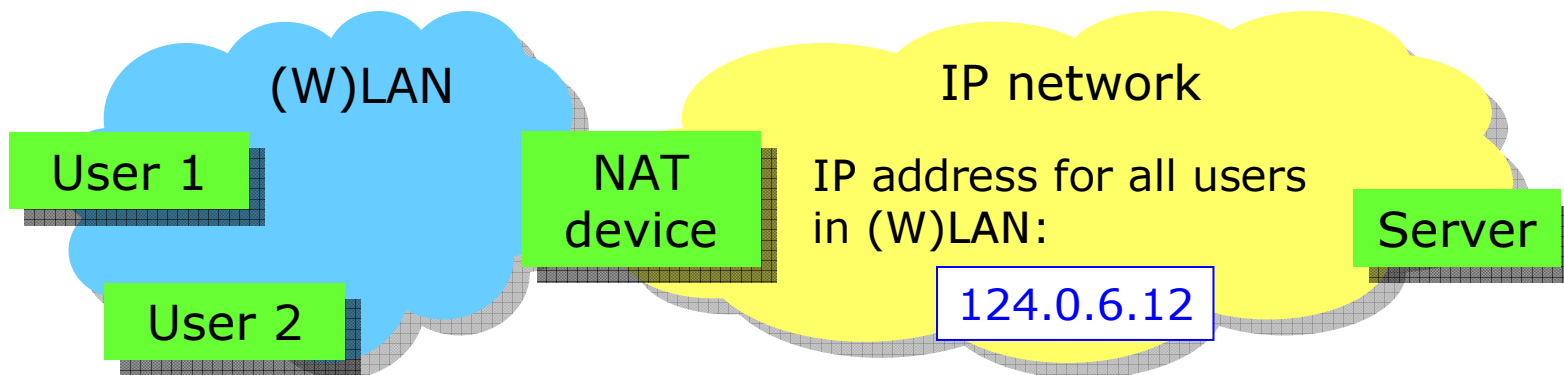 (W)LAN
IP network
User 1
NAT
device
IP address for all users
in (W)LAN:
Server
124.0.6.12
User 2